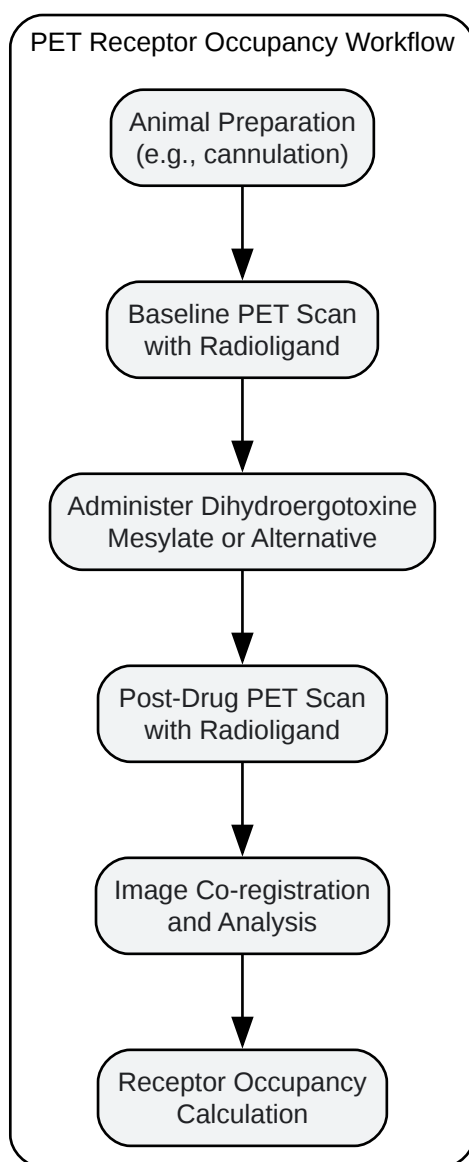 PET Receptor Occupancy Workflow
Animal Preparation
(e.g., cannulation)
Baseline PET Scan
with Radioligand
Administer Dihydroergotoxine
Mesylate or Alternative
Post-Drug PET Scan
with Radioligand
Image Co-registration
and Analysis
Receptor Occupancy
Calculation